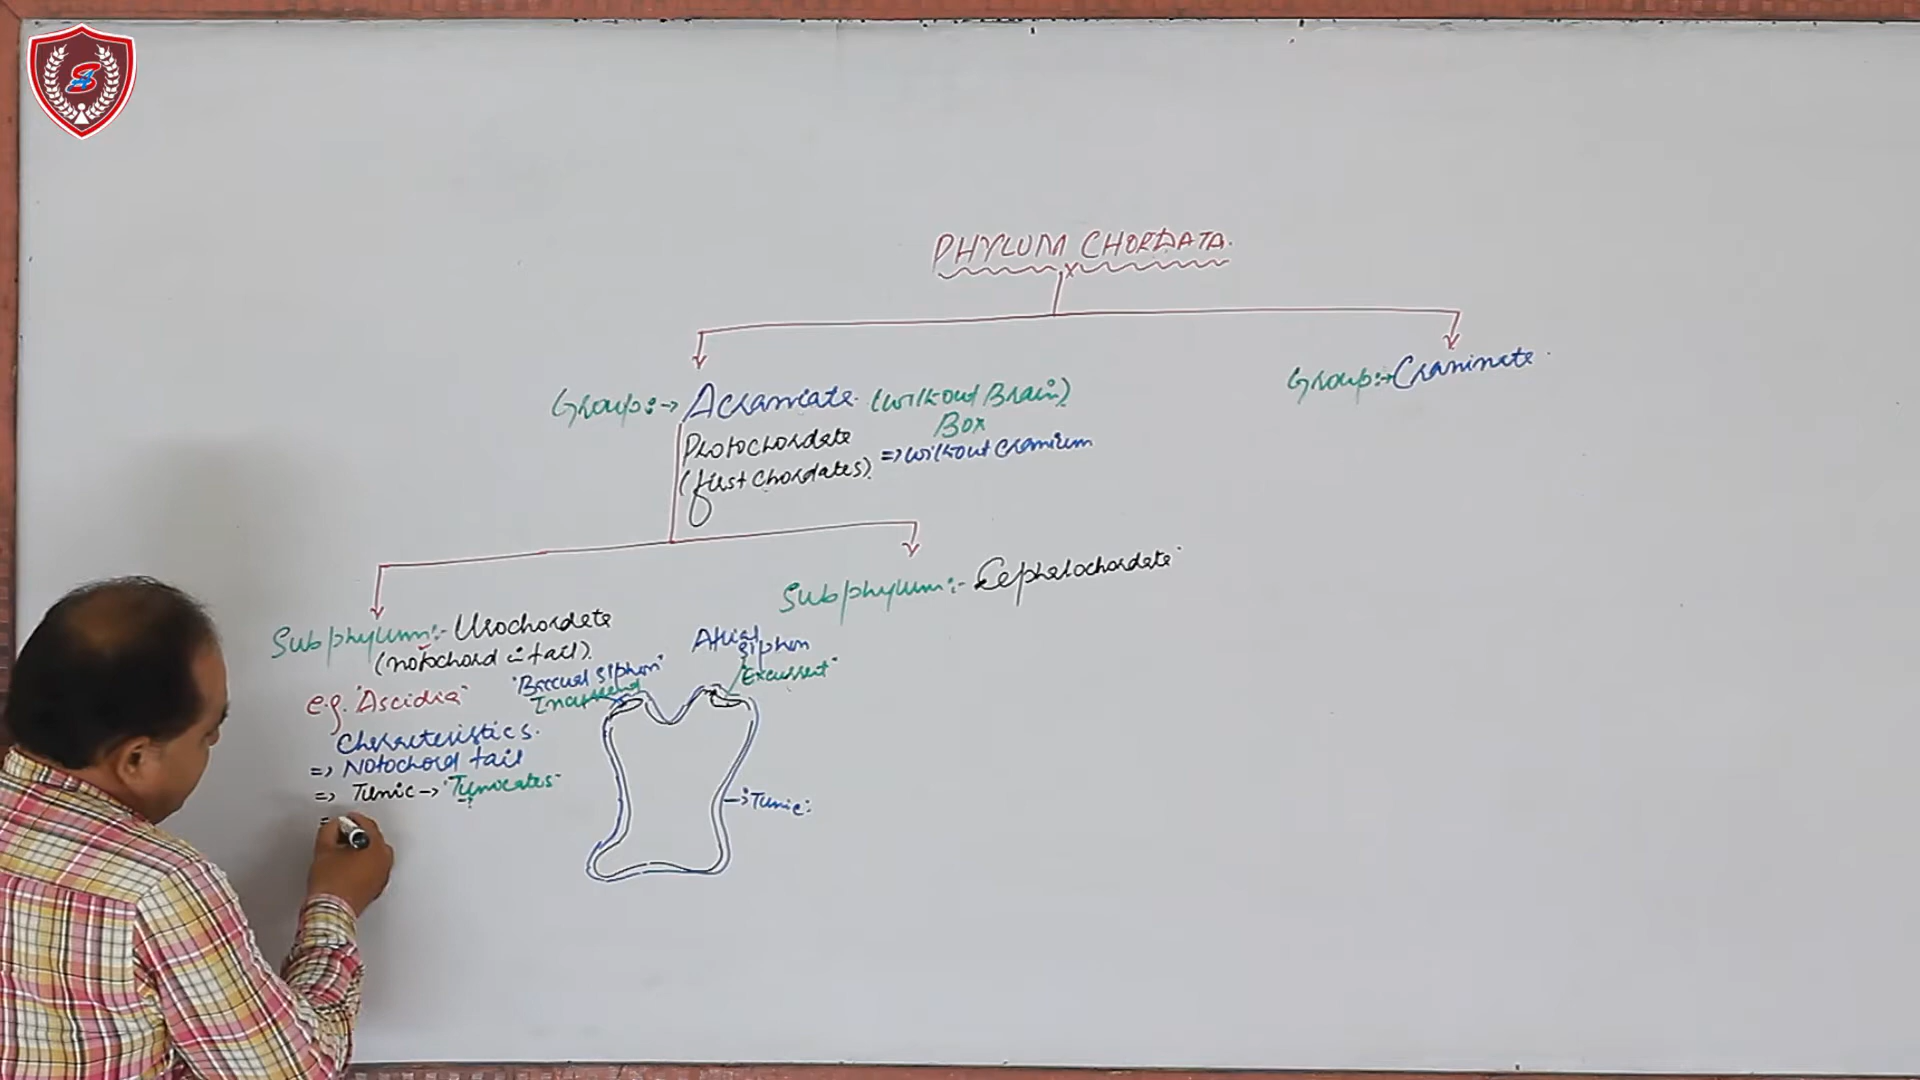 PHYLUM CHORDATA.
Group:→ Acraniate. (without Brain)
Box
Protochordate
(first Chordates)
=> without Cranium
Group:→ Craninate.
Subphylum:- Urochordate
(notochord in tail).
Subphylum:- Cephalochordate
e.g. "Ascidia"
Characteristics.
=> Notochord tail
=> Tunic → "Tunicates"
=
"Buccal siphon"
Atrial
siphon
"Excurrent"
→ Tunic: